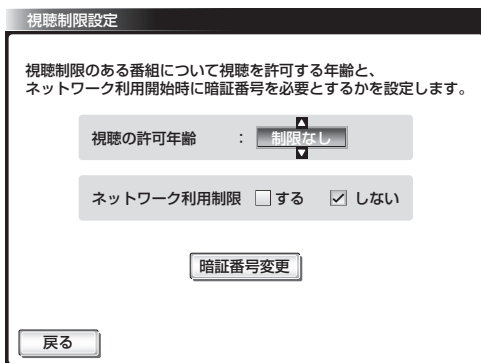 視聴制限設定
視聴制限のある番組について視聴を許可する年齢と、
ネットワーク利用開始時に暗証番号を必要とするかを設定します。
視聴の許可年齢 : 制限なし
ネットワーク利用制限 する しない
暗証番号変更
戻る